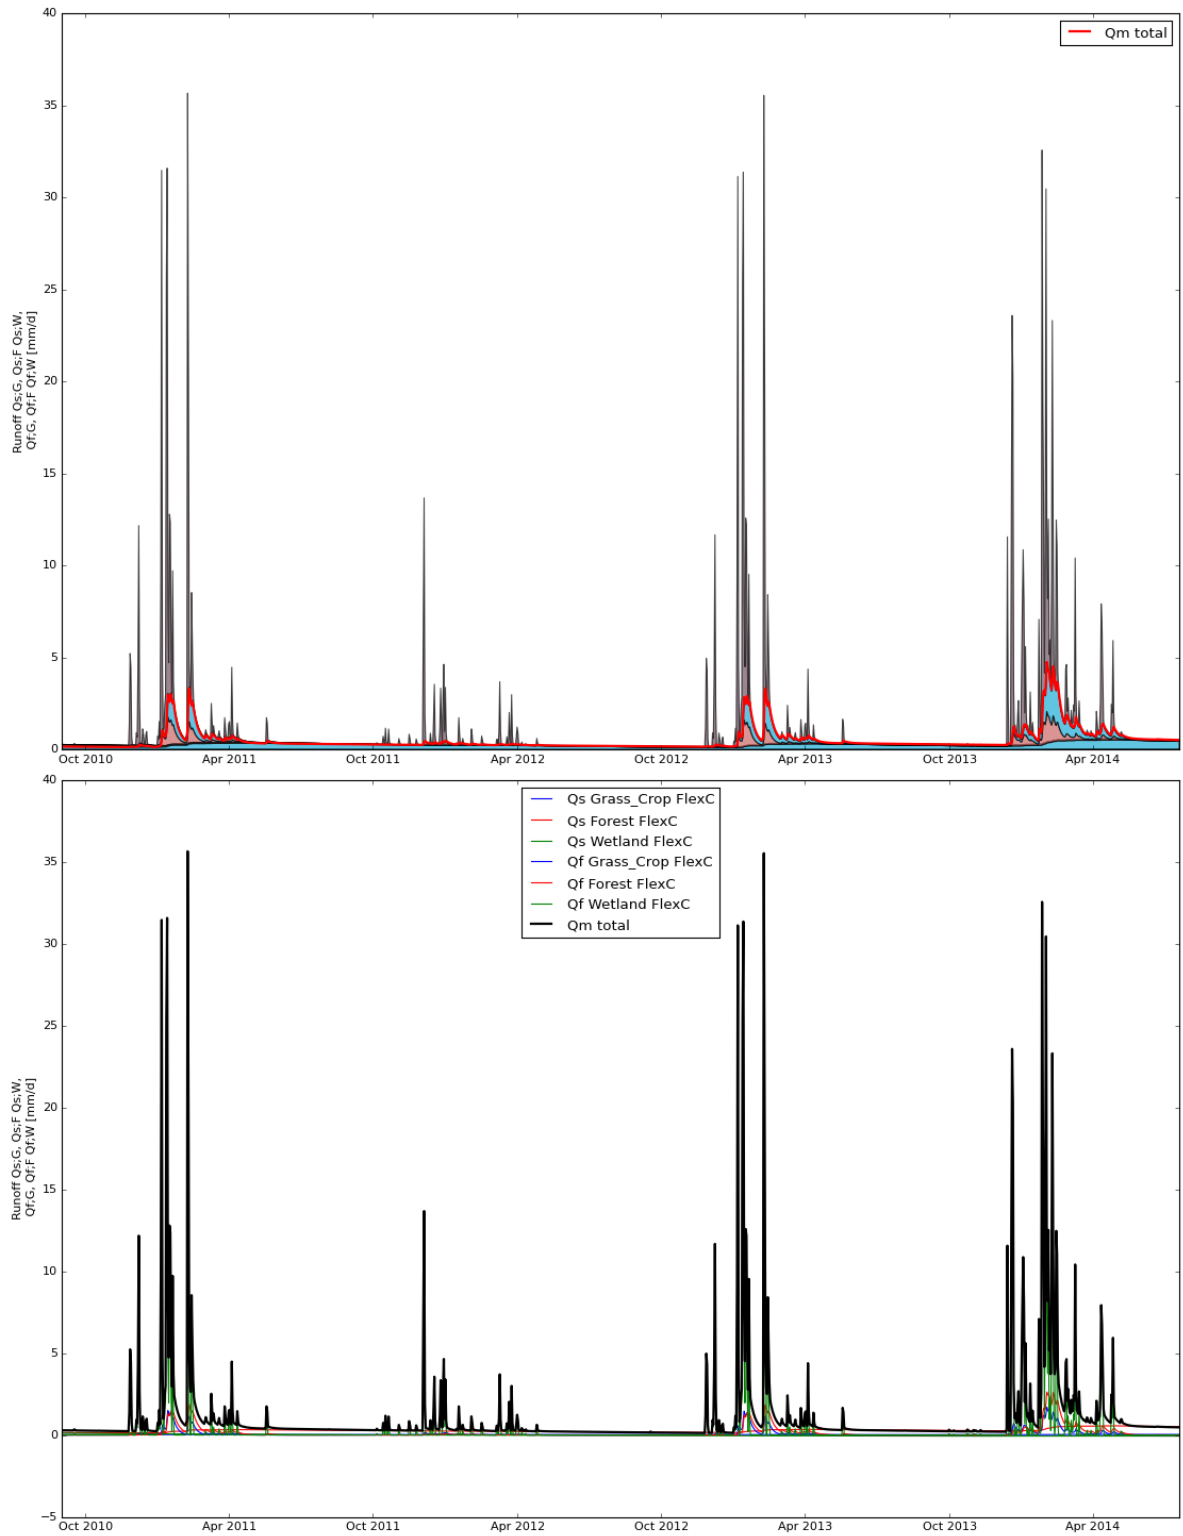 40
35
30
25
20
15
10
5
0
Runoff Qs;G, Qs;F Qs;W,
Qf;G, Qf;F Qf;W [mm/d]
Qm total
Oct 2010 Apr 2011 Oct 2011 Apr 2012 Oct 2012 Apr 2013 Oct 2013 Apr 2014
40
35
30
25
20
15
10
5
0
−5
Runoff Qs;G, Qs;F Qs;W,
Qf;G, Qf;F Qf;W [mm/d]
Qs Grass_Crop FlexC
Qs Forest FlexC
Qs Wetland FlexC
Qf Grass_Crop FlexC
Qf Forest FlexC
Qf Wetland FlexC
Qm total
Oct 2010 Apr 2011 Oct 2011 Apr 2012 Oct 2012 Apr 2013 Oct 2013 Apr 2014